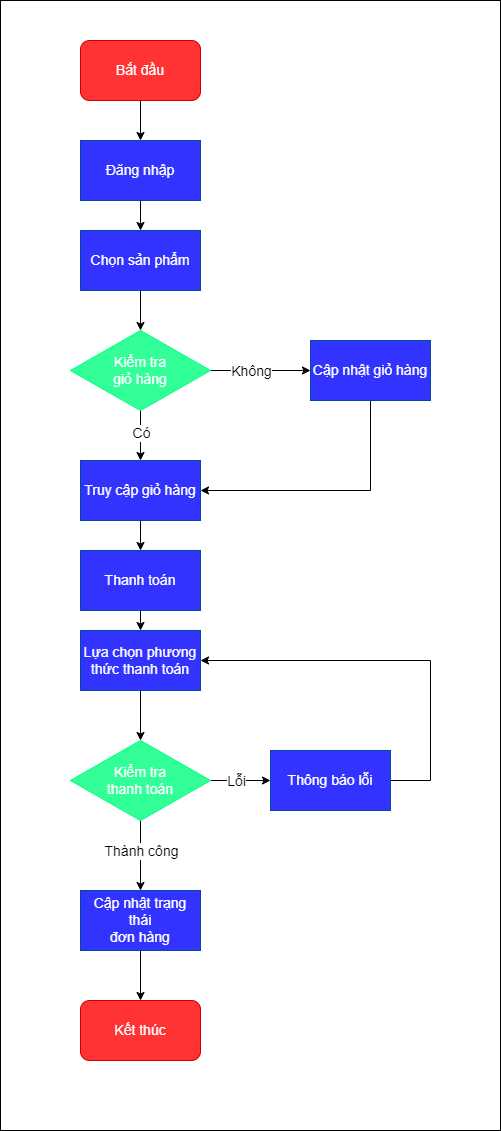 Bắt đầu
Đăng nhập
Chọn sản phẩm
Kiểm tra
giỏ hàng
Không
Cập nhật giỏ hàng
Có
Truy cập giỏ hàng
Thanh toán
Lựa chọn phương
thức thanh toán
Kiểm tra
thanh toán
Lỗi
Thông báo lỗi
Thành công
Cập nhật trạng
thái
đơn hàng
Kết thúc